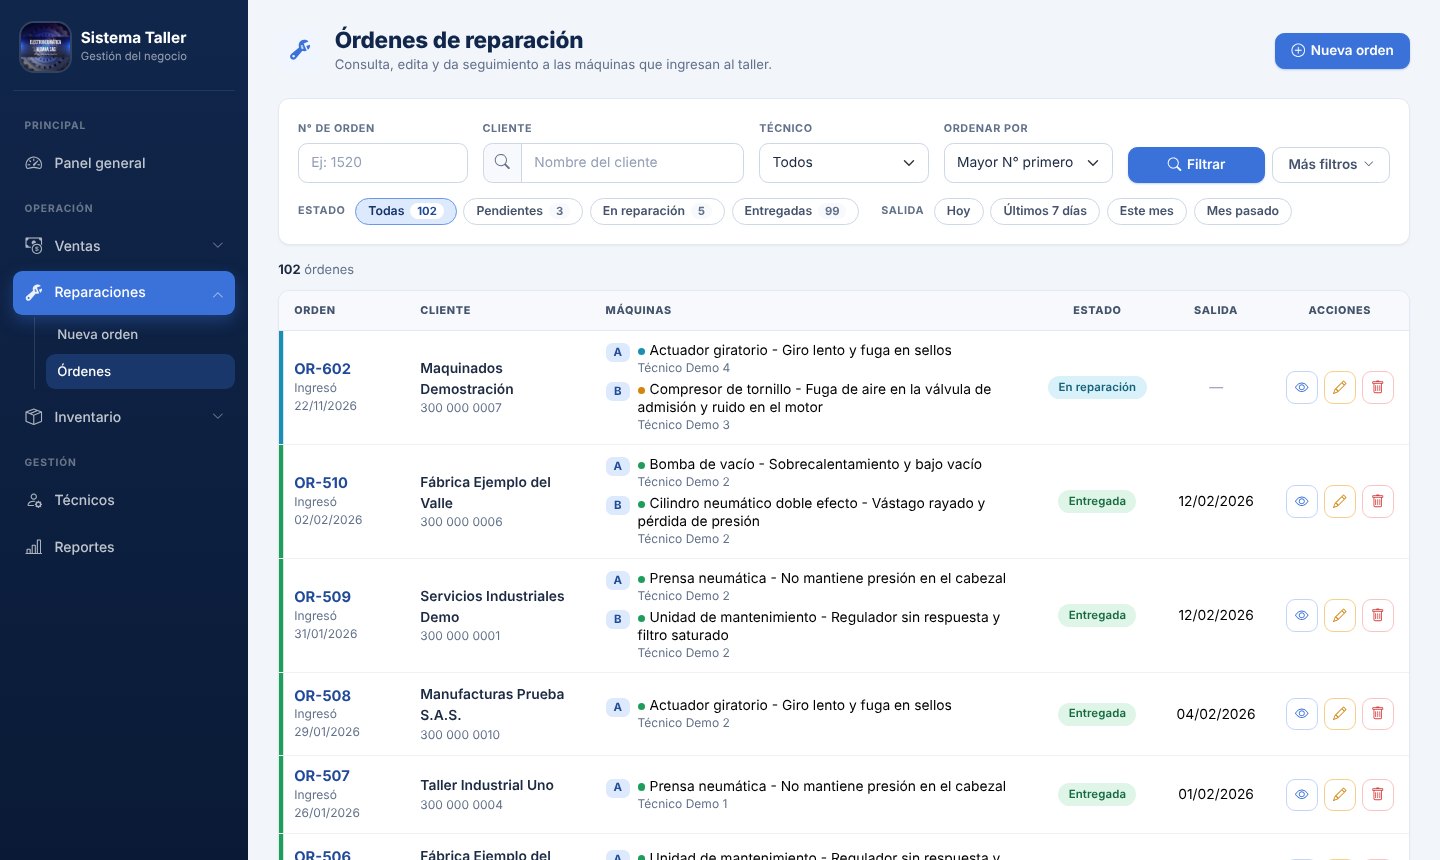 Sistema Taller
Gestión del negocio
PRINCIPAL
Panel general
OPERACIÓN
Ventas
Reparaciones
Nueva orden
Órdenes
Inventario
GESTIÓN
Técnicos
Reportes
Órdenes de reparación
Consulta, edita y da seguimiento a las máquinas que ingresan al taller.
Nueva orden
N° DE ORDEN
CLIENTE
TÉCNICO
ORDENAR POR
Ej: 1520
Nombre del cliente
Todos
Mayor N° primero
Filtrar
Más filtros
ESTADO
Todas 102
Pendientes 3
En reparación 5
Entregadas 99
SALIDA
Hoy
Últimos 7 días
Este mes
Mes pasado
102 órdenes
ORDEN
CLIENTE
MÁQUINAS
ESTADO
SALIDA
ACCIONES
OR-602
Ingresó
22/11/2026
Maquinados
Demostración
300 000 0007
A Actuador giratorio - Giro lento y fuga en sellos
Técnico Demo 4
B Compresor de tornillo - Fuga de aire en la válvula de
admisión y ruido en el motor
Técnico Demo 3
En reparación
—
OR-510
Ingresó
02/02/2026
Fábrica Ejemplo del
Valle
300 000 0006
A Bomba de vacío - Sobrecalentamiento y bajo vacío
Técnico Demo 2
B Cilindro neumático doble efecto - Vástago rayado y
pérdida de presión
Técnico Demo 2
Entregada
12/02/2026
OR-509
Ingresó
31/01/2026
Servicios Industriales
Demo
300 000 0001
A Prensa neumática - No mantiene presión en el cabezal
Técnico Demo 2
B Unidad de mantenimiento - Regulador sin respuesta y
filtro saturado
Técnico Demo 2
Entregada
12/02/2026
OR-508
Ingresó
29/01/2026
Manufacturas Prueba
S.A.S.
300 000 0010
A Actuador giratorio - Giro lento y fuga en sellos
Técnico Demo 2
Entregada
04/02/2026
OR-507
Ingresó
26/01/2026
Taller Industrial Uno
300 000 0004
A Prensa neumática - No mantiene presión en el cabezal
Técnico Demo 1
Entregada
01/02/2026
OR-506
Fábrica Ejemplo del
A Unidad de mantenimiento - Regulador sin respuesta y